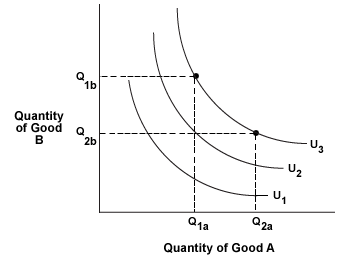 Q1b
Quantity
of Good
B
Q2b
U3
U2
U1
Q1a
Q2a
Quantity of Good A